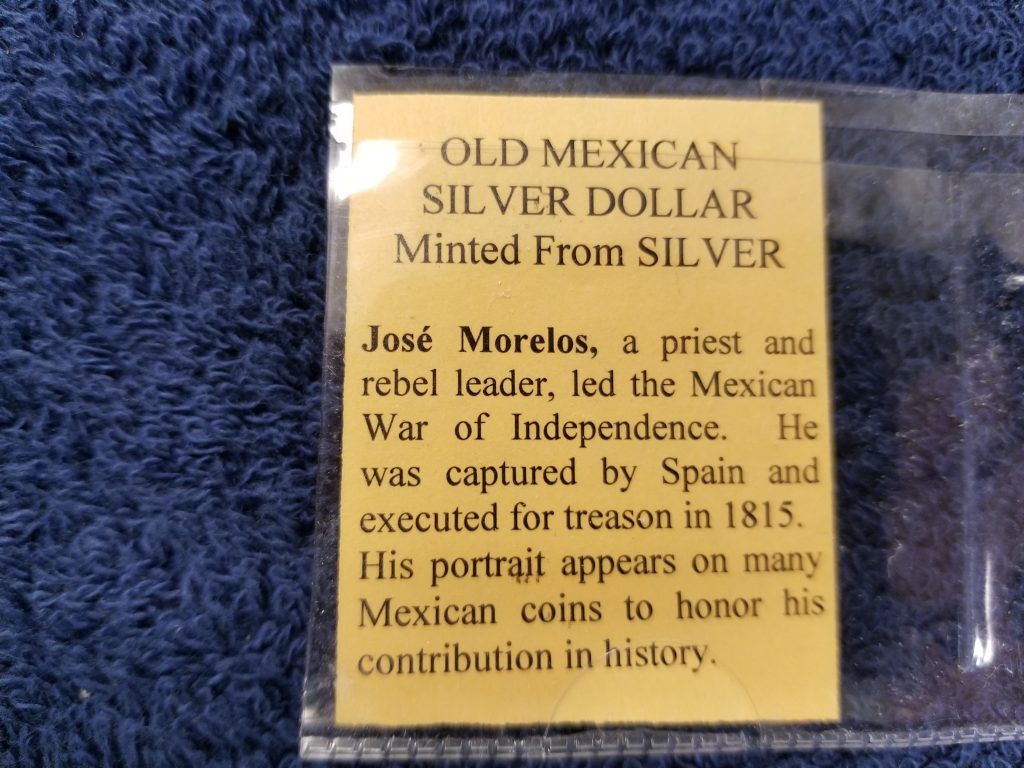 OLD MEXICAN
SILVER DOLLAR
Minted From SILVER
José Morelos, a priest and
rebel leader, led the Mexican
War of Independence. He
was captured by Spain and
executed for treason in 1815.
His portrait appears on many
Mexican coins to honor his
contribution in history.